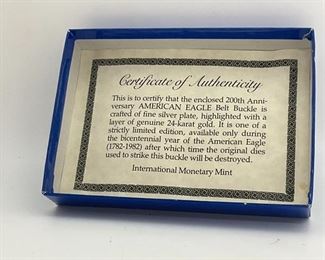 Certificate of Authenticity
This is to certify that the enclosed 200th Anni-
versary AMERICAN EAGLE Belt Buckle is
crafted of fine silver plate, highlighted with a
layer of genuine 24-karat gold. It is one of a
strictly limited edition, available only during
the bicentennial year of the American Eagle
(1782-1982) after which time the original dies
used to strike this buckle will be destroyed.
International Monetary Mint